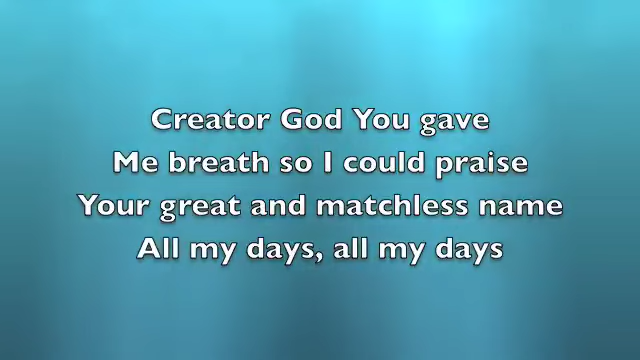 Creator God You gave
Me breath so I could praise
Your great and matchless name
All my days, all my days